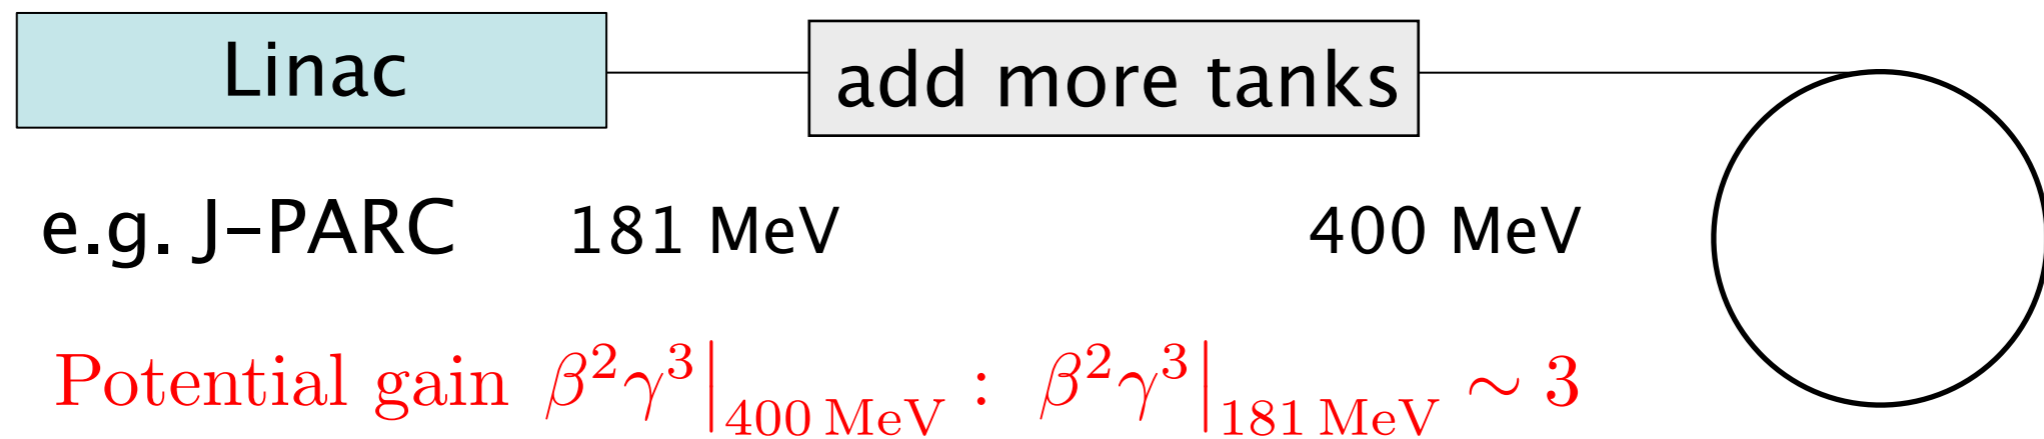 Linac
add more tanks
e.g. J-PARC 181 MeV 400 MeV
Potential gain β²γ³|₄₀₀ MeV : β²γ³|₁₈₁ MeV ~ 3